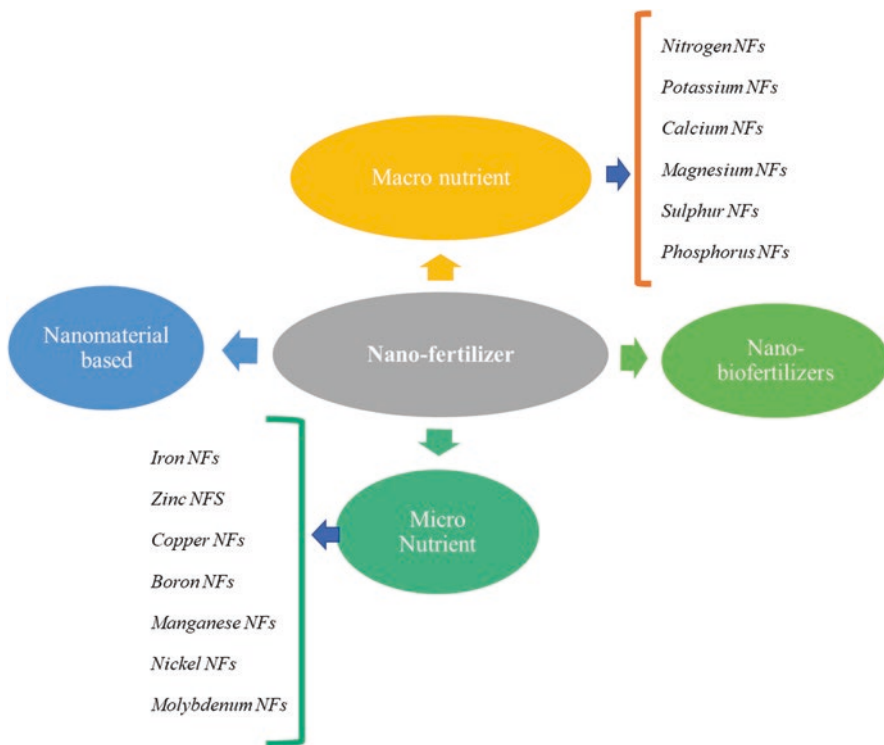 Nitrogen NFs
Potassium NFs
Calcium NFs
Magnesium NFs
Sulphur NFs
Phosphorus NFs
Macro nutrient
Nanomaterial
based
Nano-fertilizer
Nano-
biofertilizers
Iron NFs
Zinc NFS
Copper NFs
Boron NFs
Manganese NFs
Nickel NFs
Molybdenum NFs
Micro
Nutrient